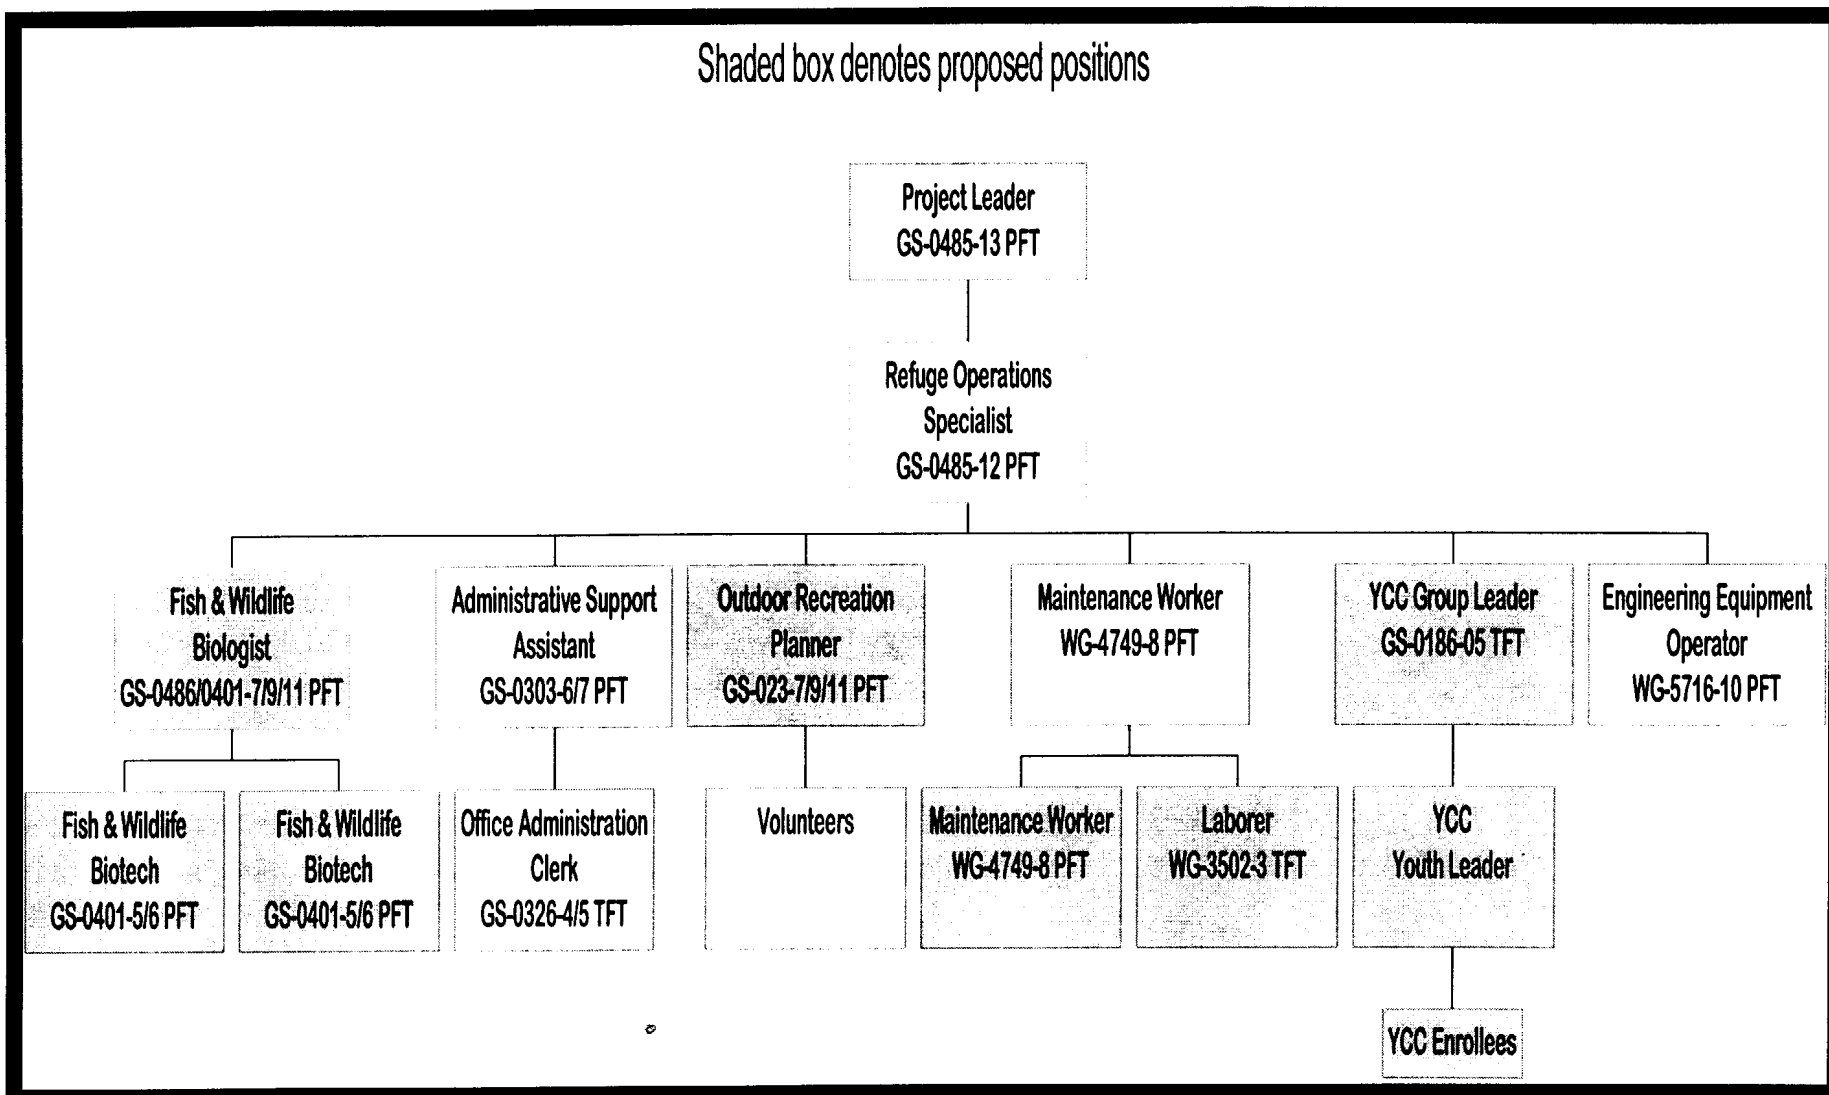 Shaded box denotes proposed positions
Project Leader
GS-0485-13 PFT
Refuge Operations
Specialist
GS-0485-12 PFT
Fish & Wildlife
Biologist
GS-0486/0401-7/9/11 PFT
Administrative Support
Assistant
GS-0303-6/7 PFT
Outdoor Recreation
Planner
GS-023-7/9/11 PFT
Maintenance Worker
WG-4749-8 PFT
YCC Group Leader
GS-0186-05 TFT
Engineering Equipment
Operator
WG-5716-10 PFT
Fish & Wildlife
Biotech
GS-0401-5/6 PFT
Fish & Wildlife
Biotech
GS-0401-5/6 PFT
Office Administration
Clerk
GS-0326-4/5 TFT
Volunteers
Maintenance Worker
WG-4749-8 PFT
Laborer
WG-3502-3 TFT
YCC
Youth Leader
YCC Enrollees